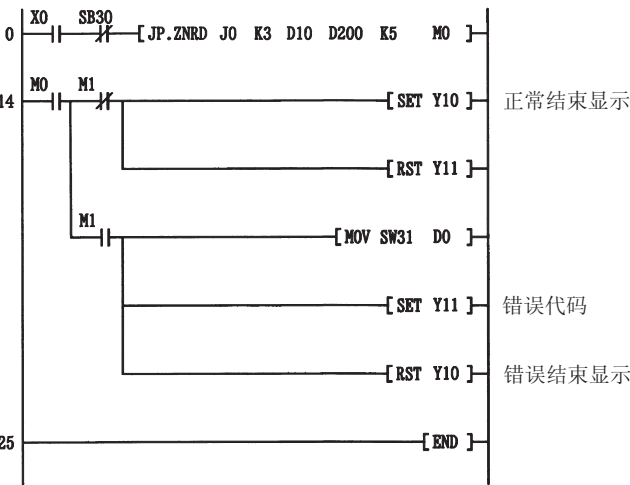 X0 SB30
0 [ JP.ZNRD J0 K3 D10 D200 K5 M0 ]
M0 M1
14 [ SET Y10 ] 正常结束显示
[ RST Y11 ]
M1
[ MOV SW31 D0 ]
[ SET Y11 ] 错误代码
[ RST Y10 ] 错误结束显示
25 [ END ]